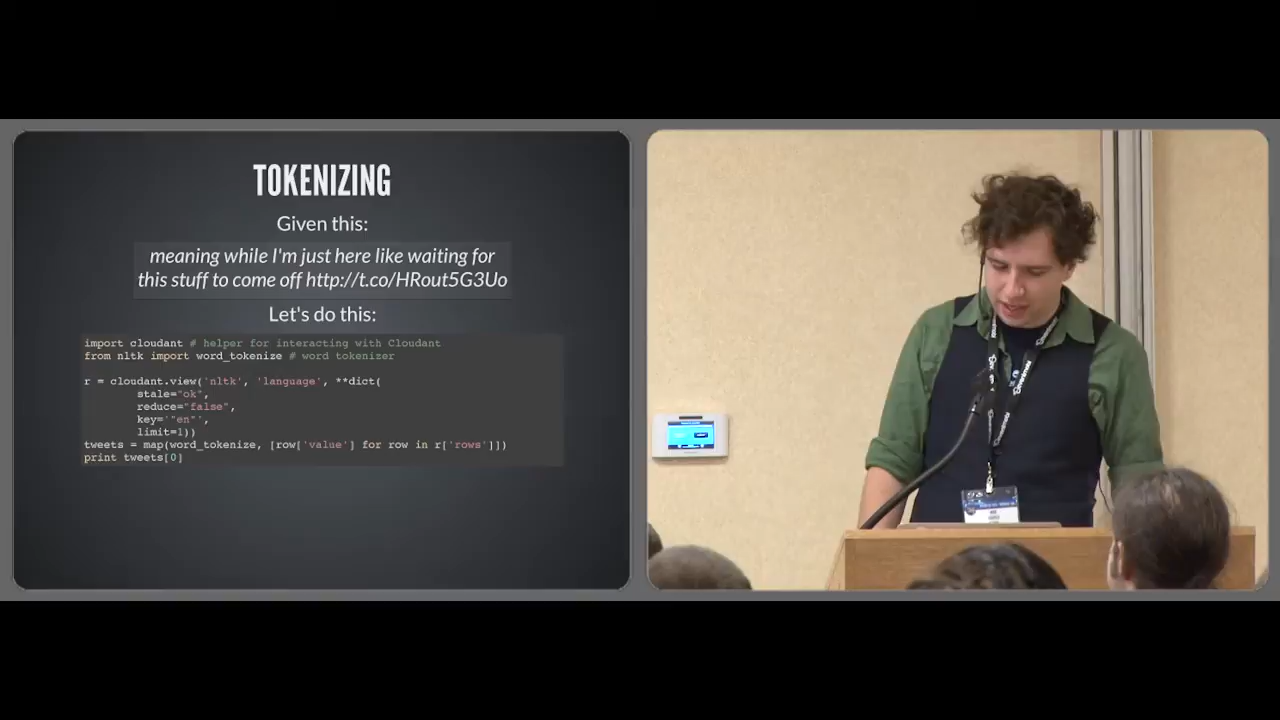 TOKENIZING
Given this:
meaning while I'm just here like waiting for
this stuff to come off http://t.co/HRout5G3Uo
Let's do this:
import cloudant # helper for interacting with Cloudant
from nltk import word_tokenize # word tokenizer
r = cloudant.view('nltk', 'language', **dict(
stale="ok",
reduce="false",
key='"en"',
limit=1))
tweets = map(word_tokenize, [row['value'] for row in r['rows']])
print tweets[0]